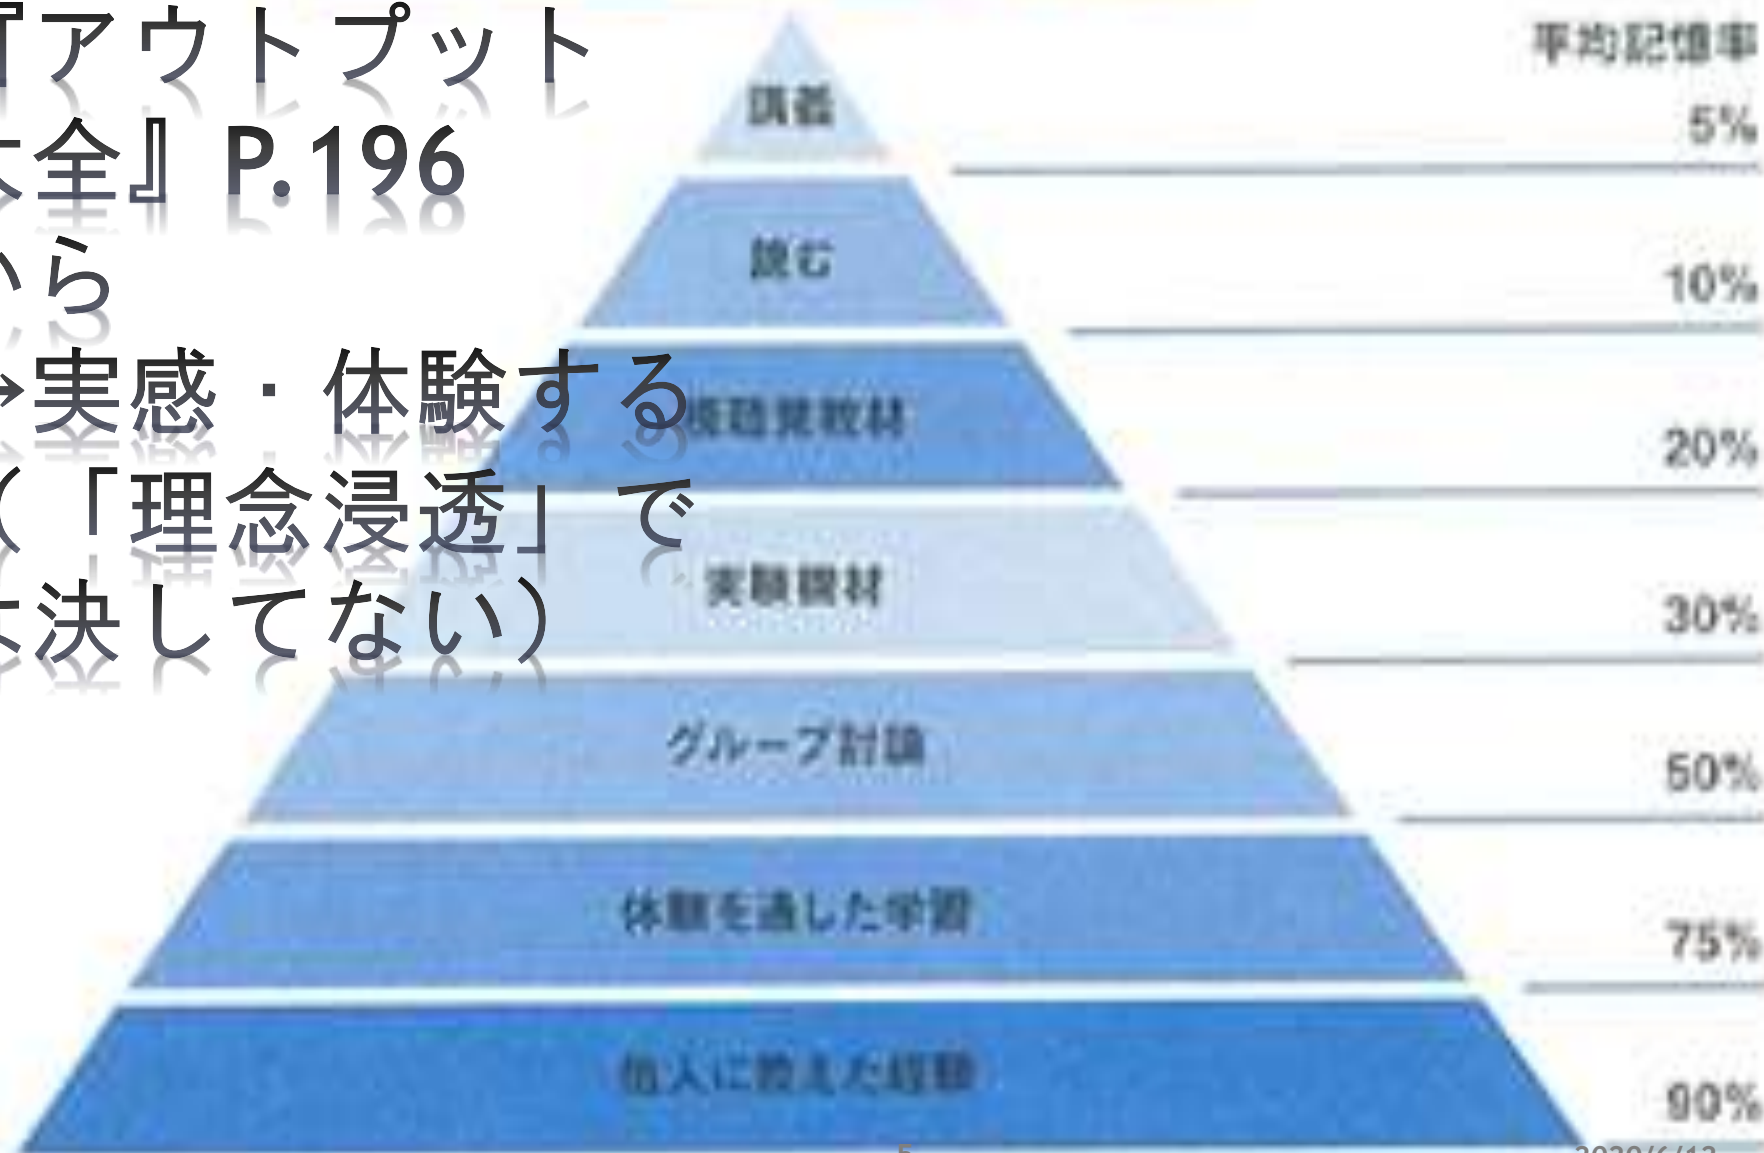 『アウトプット
大全』P.196
から
→実感・体験する
（「理念浸透」で
は決してない）
平均記憶率
講義
5%
読む
10%
視聴覚教材
20%
実験機材
30%
グループ討論
50%
体験を通した学習
75%
他人に教えた経験
90%
5